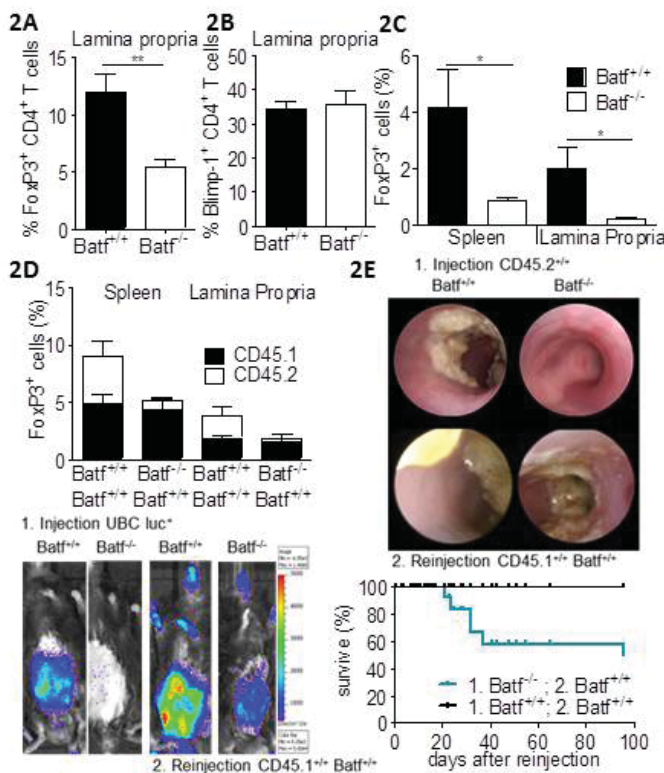 2A
Lamina propria
**
% FoxP3+ CD4+ T cells
15
10
5
0
Batf+/+ Batf-/-
2B
Lamina propria
% Blimp-1+ CD4+ T cells
50
40
30
20
10
0
Batf+/+ Batf-/-
2C
FoxP3+ cells (%)
6
4
2
0
*
*
Batf+/+
Batf-/-
Spleen Lamina Propria
2D
Spleen Lamina Propria
FoxP3+ cells (%)
15
10
5
0
CD45.1
CD45.2
Batf+/+ Batf-/- Batf+/+ Batf-/-
Batf+/+ Batf+/+ Batf+/+ Batf+/+
1. Injection UBC luc+
Batf+/+ Batf-/- Batf+/+ Batf-/-
2. Reinjection CD45.1+/+ Batf+/+
2E
1. Injection CD45.2+/+
Batf+/+ Batf-/-
2. Reinjection CD45.1+/+ Batf+/+
survive (%)
100
80
60
40
20
0
1. Batf-/-; 2. Batf+/+
1. Batf+/+; 2. Batf+/+
0 20 40 60 80 100
days after reinjection